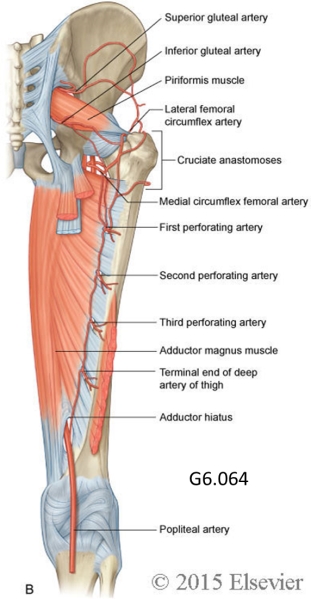 Superior gluteal artery
Inferior gluteal artery
Piriformis muscle
Lateral femoral
circumflex artery
Cruciate anastomoses
Medial circumflex femoral artery
First perforating artery
Second perforating artery
Third perforating artery
Adductor magnus muscle
Terminal end of deep
artery of thigh
Adductor hiatus
G6.064
Popliteal artery
B
© 2015 Elsevier